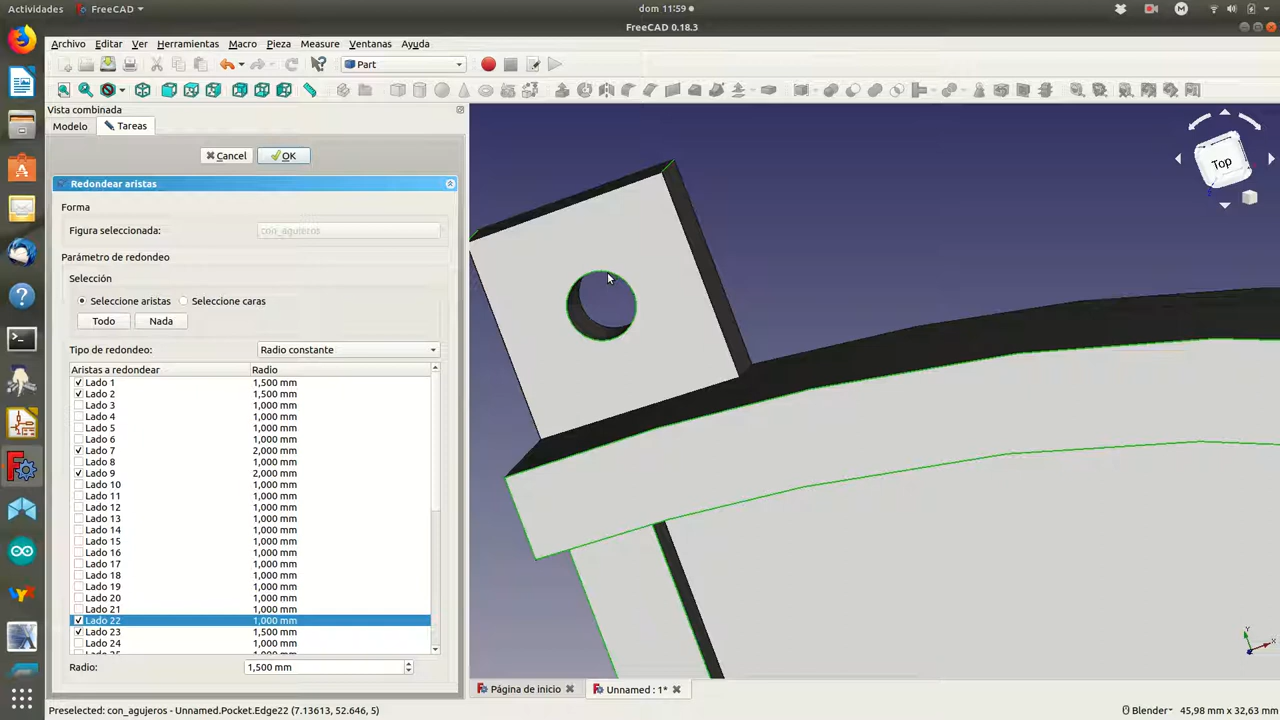 Actividades
FreeCAD
dom 11:59
FreeCAD 0.18.3
Archivo Editar Ver Herramientas Macro Pieza Measure Ventanas Ayuda
Part
Vista combinada
Modelo Tareas
Cancel OK
Redondear aristas
Forma
Figura seleccionada: con_agujeros
Parámetro de redondeo
Selección
Seleccione aristas Seleccione caras
Todo Nada
Tipo de redondeo: Radio constante
Aristas a redondear Radio
Lado 1 1,500 mm
Lado 2 1,500 mm
Lado 3 1,000 mm
Lado 4 1,000 mm
Lado 5 1,000 mm
Lado 6 1,000 mm
Lado 7 2,000 mm
Lado 8 1,000 mm
Lado 9 2,000 mm
Lado 10 1,000 mm
Lado 11 1,000 mm
Lado 12 1,000 mm
Lado 13 1,000 mm
Lado 14 1,000 mm
Lado 15 1,000 mm
Lado 16 1,000 mm
Lado 17 1,000 mm
Lado 18 1,000 mm
Lado 19 1,000 mm
Lado 20 1,000 mm
Lado 21 1,000 mm
Lado 22 1,000 mm
Lado 23 1,500 mm
Lado 24 1,000 mm
Radio: 1,500 mm
Top
Y
X
Página de inicio Unnamed : 1*
Preselected: con_agujeros - Unnamed.Pocket.Edge22 (7.13613, 52.646, 5)
Blender 45,98 mm x 32,63 mm